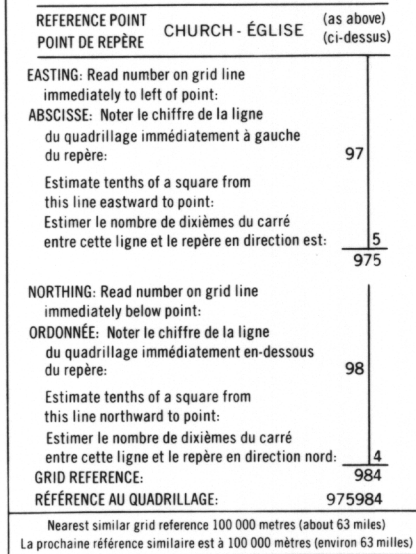 REFERENCE POINT CHURCH - ÉGLISE (as above)
POINT DE REPÈRE (ci-dessus)
EASTING: Read number on grid line
immediately to left of point:
ABSCISSE: Noter le chiffre de la ligne
du quadrillage immédiatement à gauche
du repère: 97
Estimate tenths of a square from
this line eastward to point:
Estimer le nombre de dixièmes du carré
entre cette ligne et le repère en direction est: 5
975
NORTHING: Read number on grid line
immediately below point:
ORDONNÉE: Noter le chiffre de la ligne
du quadrillage immédiatement en-dessous
du repère: 98
Estimate tenths of a square from
this line northward to point:
Estimer le nombre de dixièmes du carré
entre cette ligne et le repère en direction nord: 4
GRID REFERENCE: 984
RÉFÉRENCE AU QUADRILLAGE: 975984
Nearest similar grid reference 100 000 metres (about 63 miles)
La prochaine référence similaire est à 100 000 mètres (environ 63 milles)